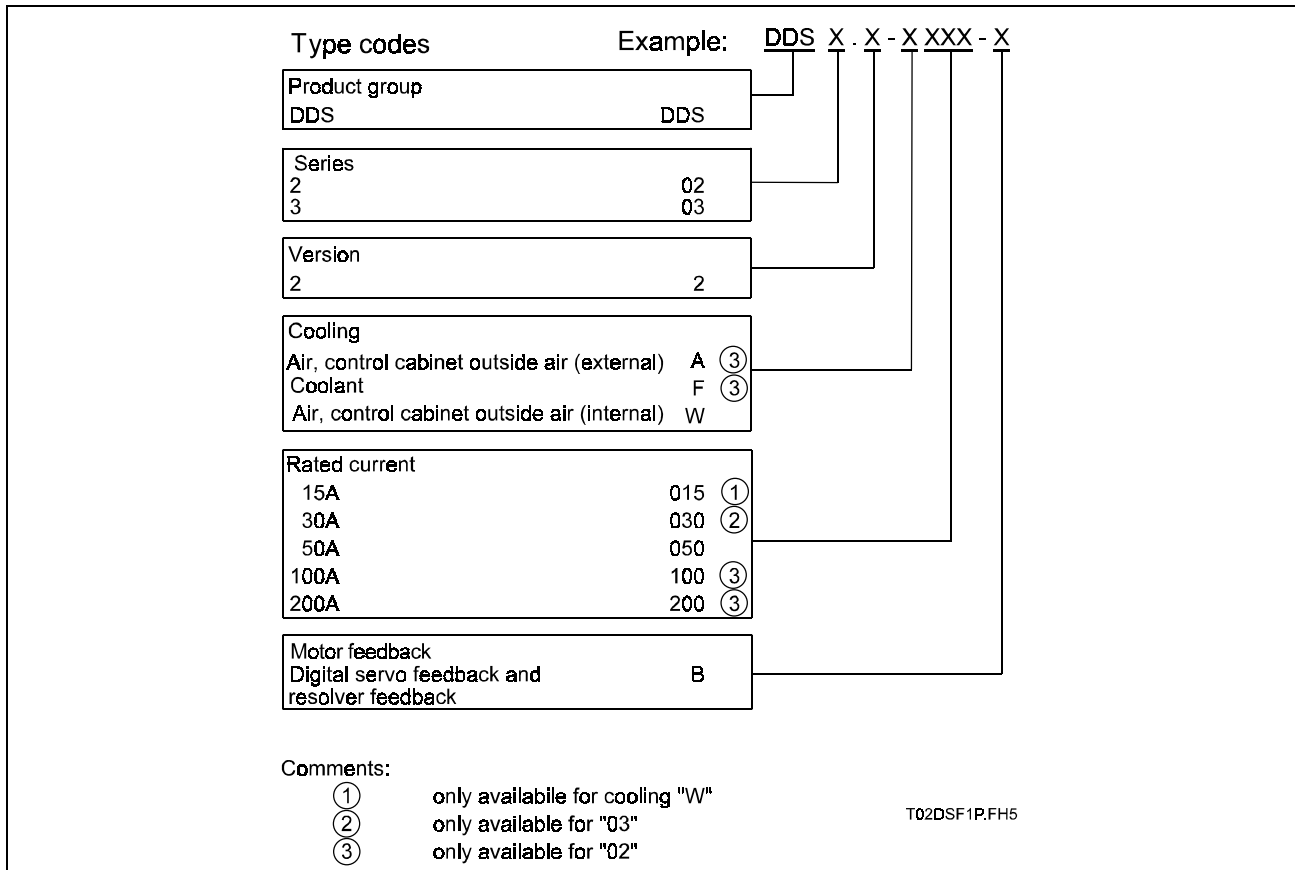 Type codes Example: DDS X . X - X XXX - X
Product group
DDS DDS
Series
2 02
3 03
Version
2 2
Cooling
Air, control cabinet outside air (external) A ③
Coolant F ③
Air, control cabinet outside air (internal) W
Rated current
15A 015 ①
30A 030 ②
50A 050
100A 100 ③
200A 200 ③
Motor feedback
Digital servo feedback and B
resolver feedback
Comments:
① only availabile for cooling "W"
② only available for "03"
③ only available for "02"
T02DSF1P.FH5